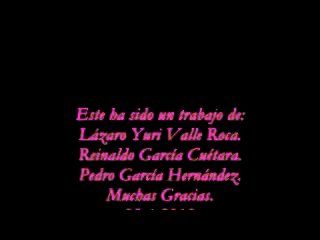 Este ha sido un trabajo de:
Lázaro Yuri Valle Roca.
Reinaldo García Cuétara.
Pedro García Hernández.
Muchas Gracias.